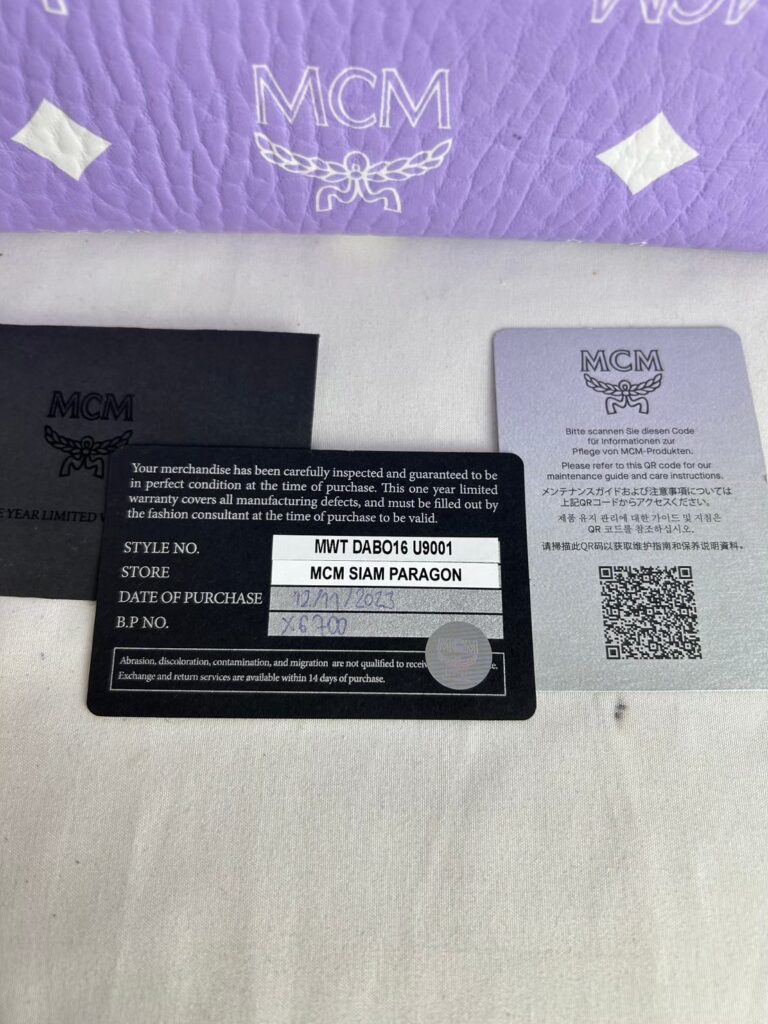 MCM
MCM
MCM
YEAR LIMITED
Your merchandise has been carefully inspected and guaranteed to be
in perfect condition at the time of purchase. This one year limited
warranty covers all manufacturing defects, and must be filled out by
the fashion consultant at the time of purchase to be valid.
STYLE NO. MWT DABO16 U9001
STORE MCM SIAM PARAGON
DATE OF PURCHASE 12/11/2023
B.P NO. X6700
MCM
Abrasion, discoloration, contamination, and migration are not qualified to
Exchange and return services are available within 14 days of purchase.
MCM
Bitte scannen Sie diesen Code
für Informationen zur
Pflege von MCM-Produkten.
Please refer to this QR code for our
maintenance guide and care instructions.
メンテナンスガイドおよび注意事項については
上記QRコードからアクセスください。
제품 유지 관리에 대한 가이드 및 지침은
QR 코드를 참조하십시오.
请掃描此QR码以获取维护指南和保养说明資料。